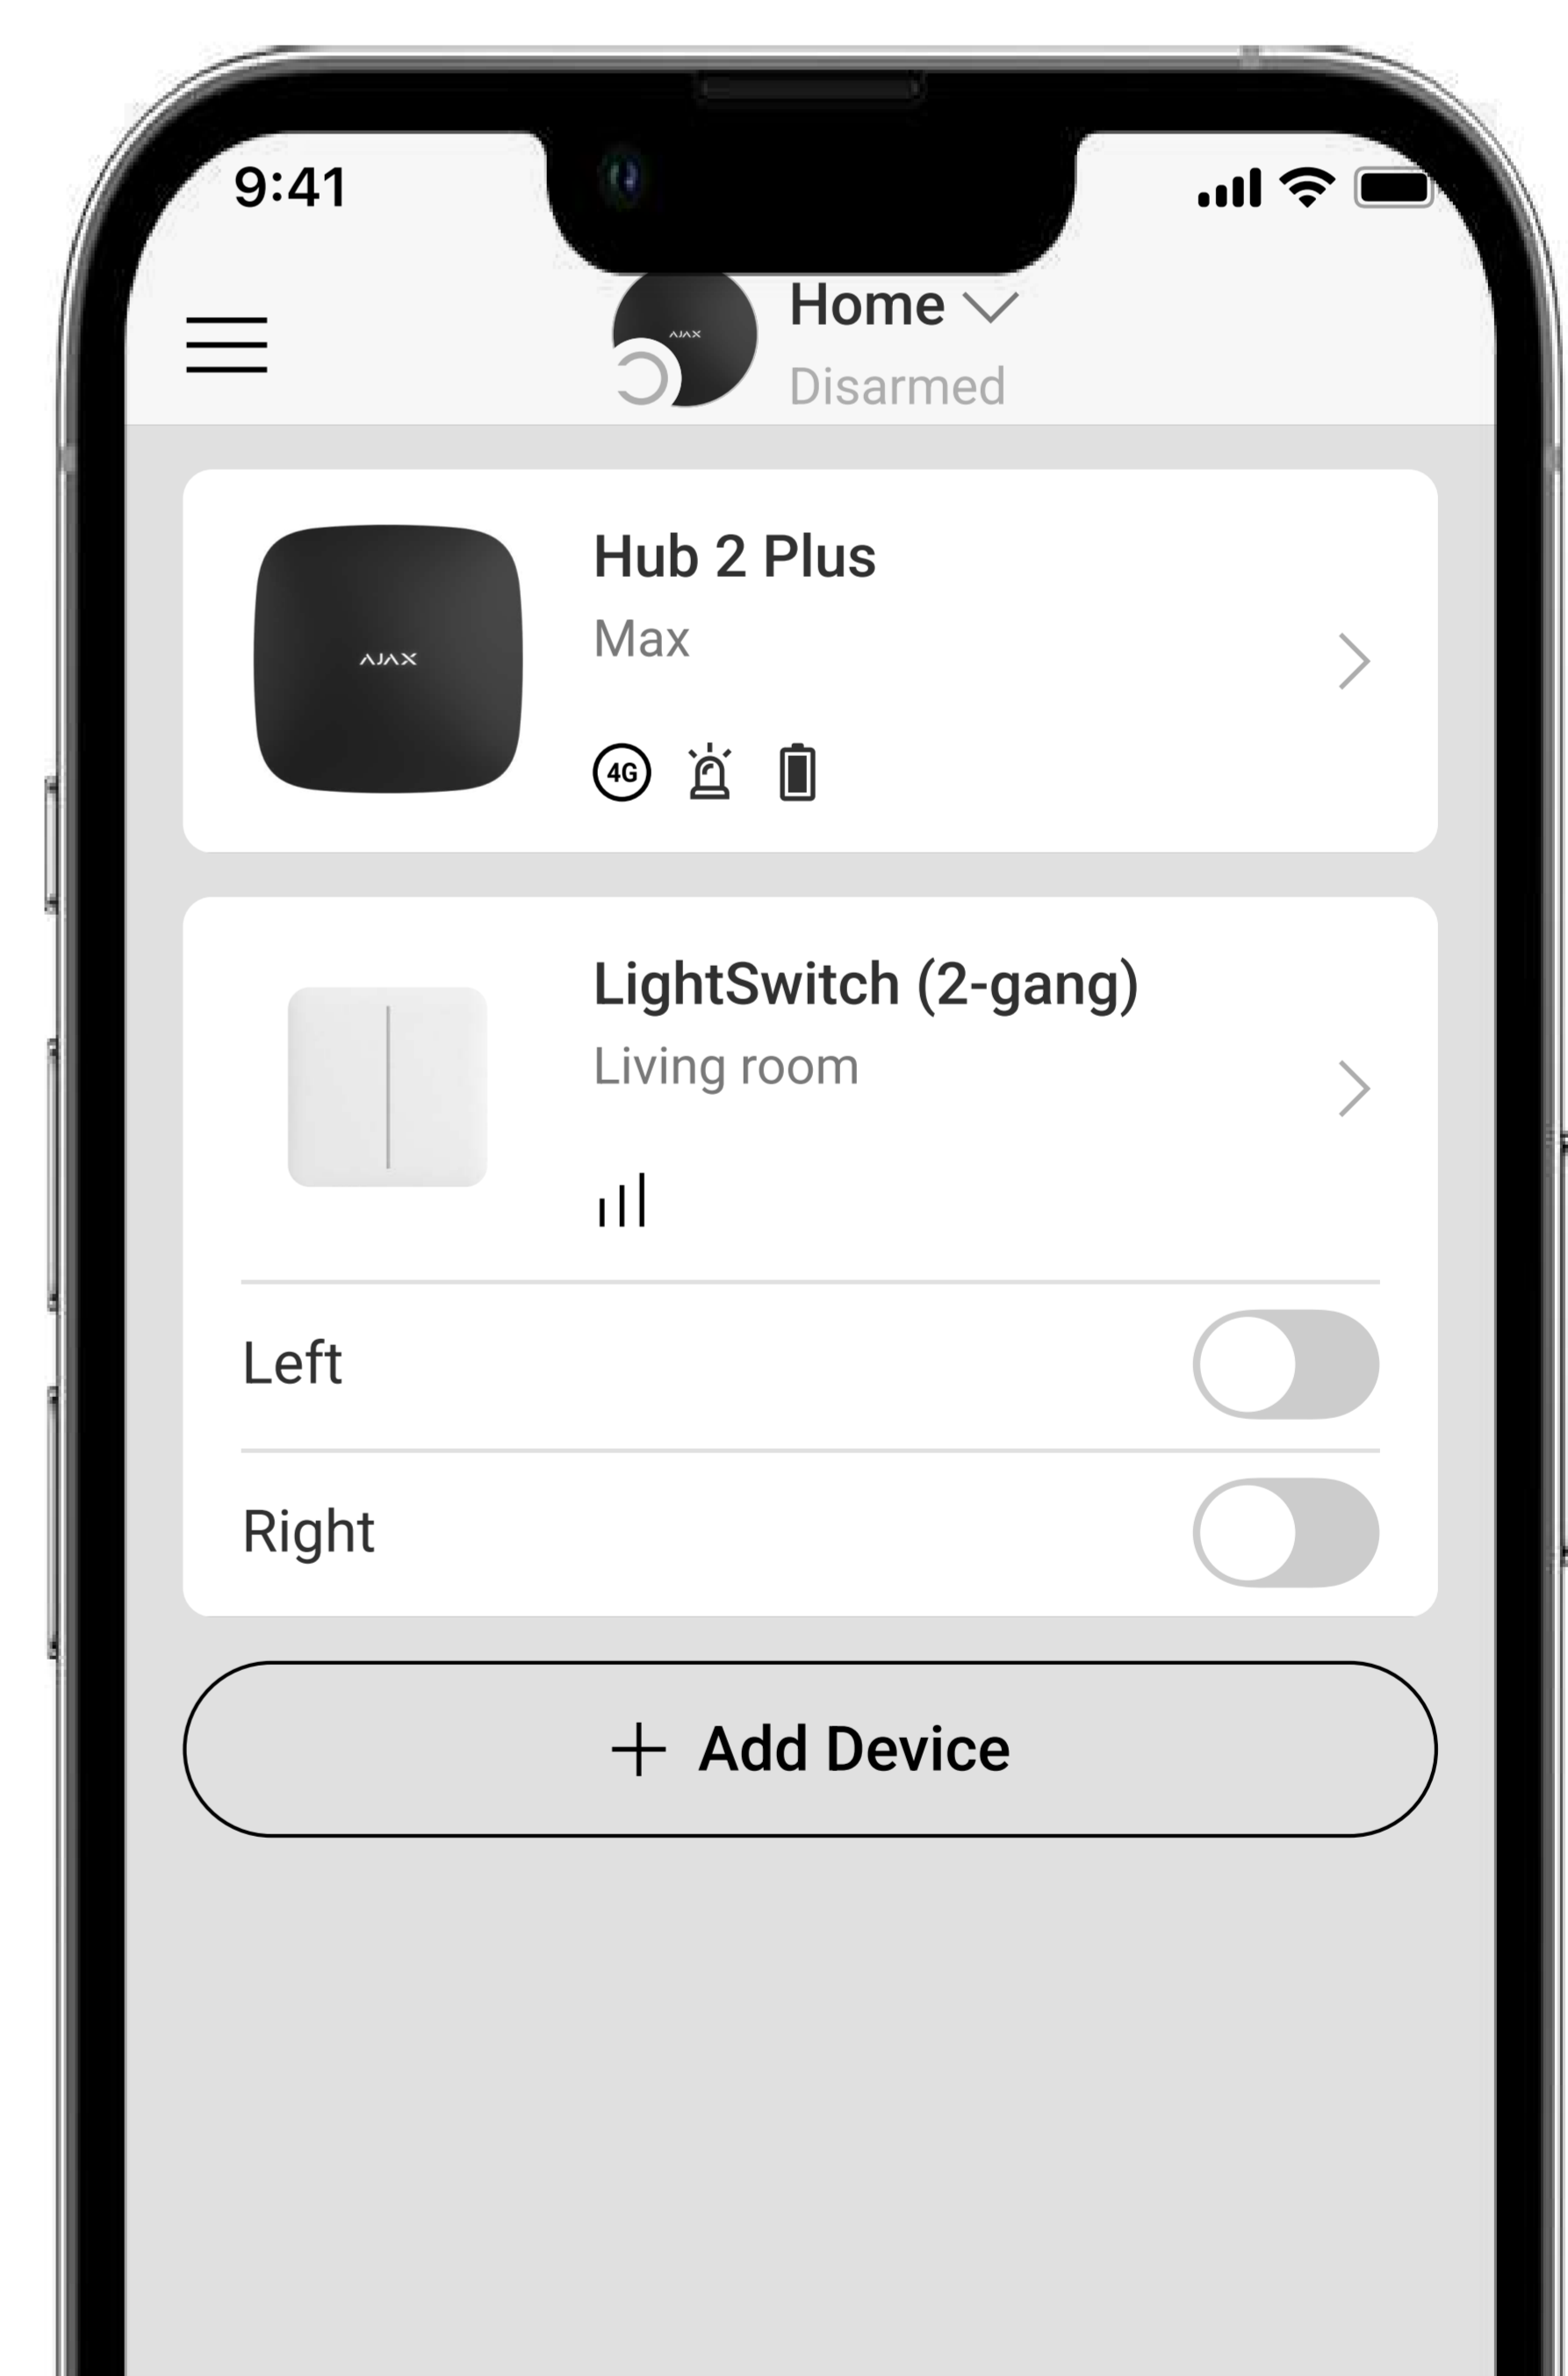 9:41
AJAX
Home
Disarmed
AJAX
Hub 2 Plus
Max
4G
LightSwitch (2-gang)
Living room
Left
Right
+ Add Device